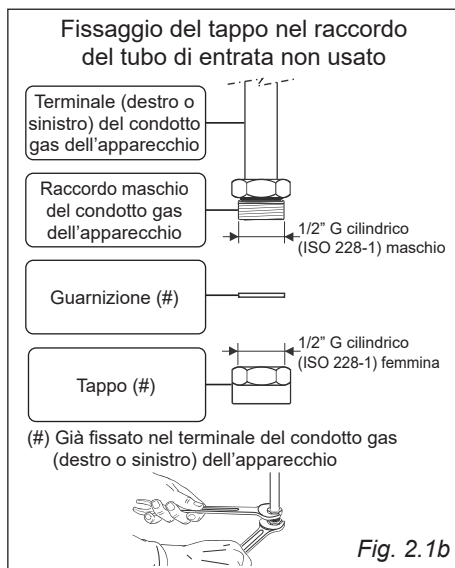 Fissaggio del tappo nel raccordo
del tubo di entrata non usato
Terminale (destro o
sinistro) del condotto
gas dell'apparecchio
Raccordo maschio
del condotto gas
dell'apparecchio
1/2” G cilindrico
(ISO 228-1) maschio
Guarnizione (#)
1/2” G cilindrico
(ISO 228-1) femmina
Tappo (#)
(#) Già fissato nel terminale del condotto gas
(destro o sinistro) dell'apparecchio
Fig. 2.1b